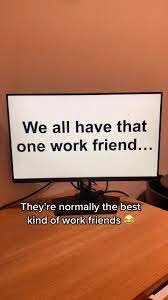 We all have that
one work friend...
They're normally the best
kind of work friends 😂